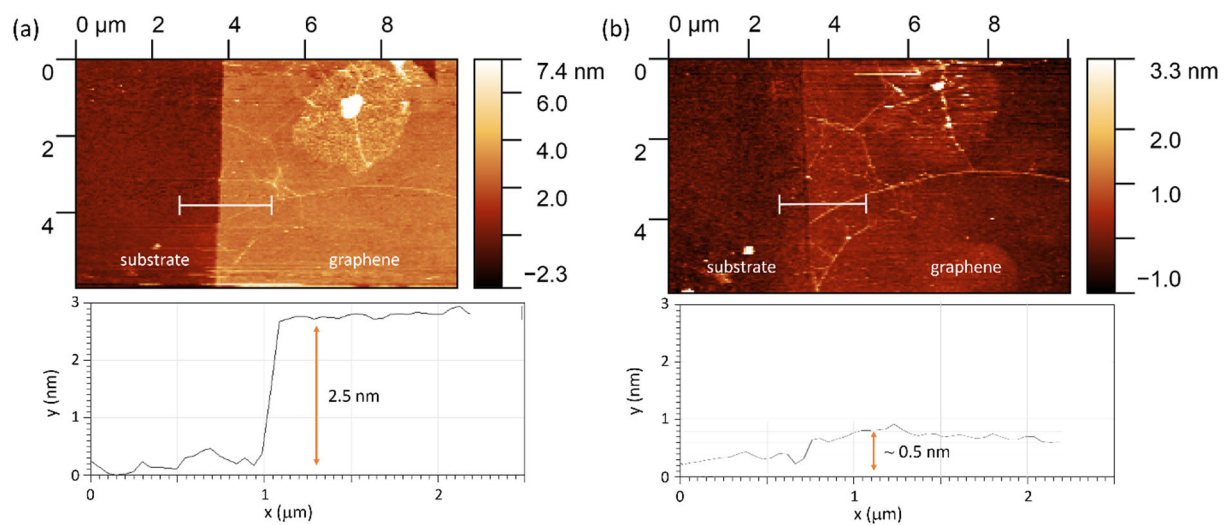 (a)
0 μm 2 4 6 8
0
2
4
7.4 nm
6.0
4.0
2.0
−2.3
substrate
graphene
3
2
1
0
y (nm)
2.5 nm
0 1 2
x (μm)
(b)
0 μm 2 4 6 8
0
2
4
3.3 nm
2.0
1.0
−1.0
substrate
graphene
3
2
1
0
y (nm)
~ 0.5 nm
0 1 2
x (μm)